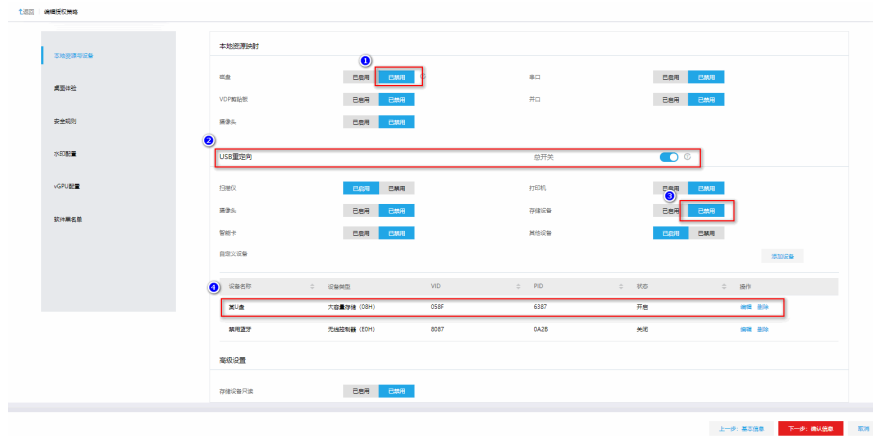 返回 编辑授权策略
本地资源与设备
桌面体验
安全规则
水印配置
vGPU配置
软件黑名单
本地资源映射
1
磁盘 已启用 已禁用 串口 已启用 已禁用
VDP剪贴板 已启用 已禁用 并口 已启用 已禁用
摄像头 已启用 已禁用
2
USB重定向 总开关
扫描仪 已启用 已禁用 打印机 已启用 已禁用
3
摄像头 已启用 已禁用 存储设备 已启用 已禁用
智能卡 已启用 已禁用 其他设备 已启用 已禁用
自定义设备 添加设备
4
设备名称 设备类型 VID PID 状态 操作
某U盘 大容量存储（08H） 058F 6387 开启 编辑 删除
禁用蓝牙 无线控制器（E0H） 8087 0A2B 关闭 编辑 删除
高级设置
存储设备只读 已启用 已禁用
上一步：基本信息 下一步：确认信息 取消